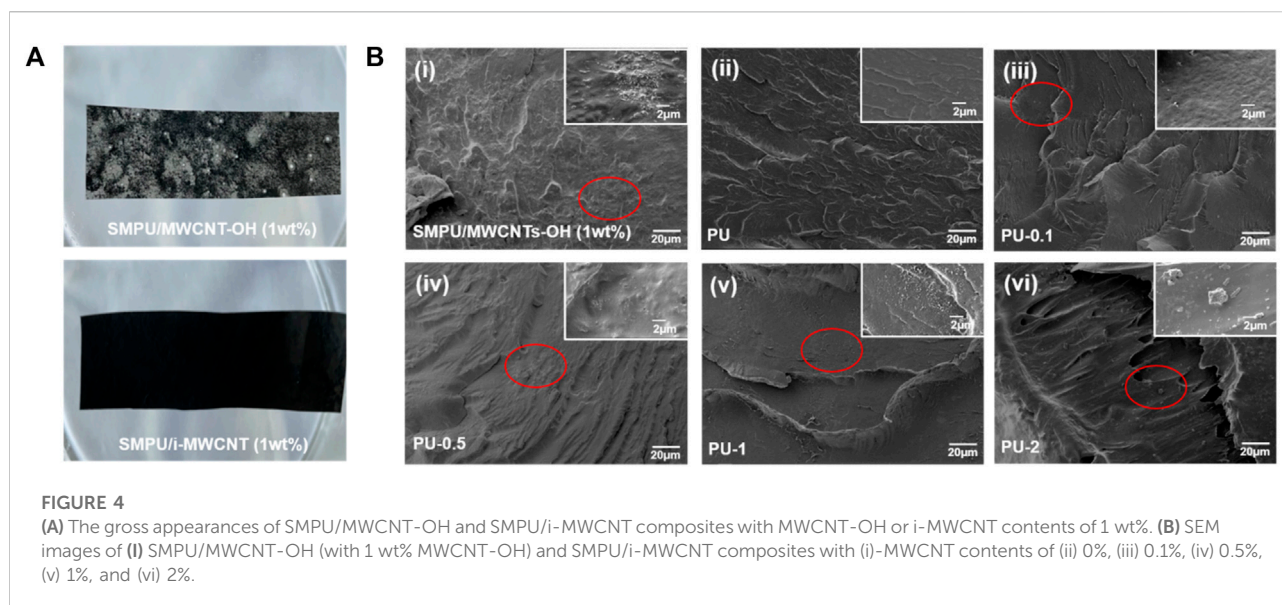 A
SMPU/MWCNT-OH (1wt%)
SMPU/i-MWCNT (1wt%)
B
(i)
2μm
SMPU/MWCNTs-OH (1wt%)
20μm
(ii)
2μm
PU
20μm
(iii)
2μm
PU-0.1
20μm
(iv)
2μm
PU-0.5
20μm
(v)
2μm
PU-1
20μm
(vi)
2μm
PU-2
20μm
FIGURE 4
(A) The gross appearances of SMPU/MWCNT-OH and SMPU/i-MWCNT composites with MWCNT-OH or i-MWCNT contents of 1 wt%. (B) SEM
images of (I) SMPU/MWCNT-OH (with 1 wt% MWCNT-OH) and SMPU/i-MWCNT composites with (i)-MWCNT contents of (ii) 0%, (iii) 0.1%, (iv) 0.5%,
(v) 1%, and (vi) 2%.